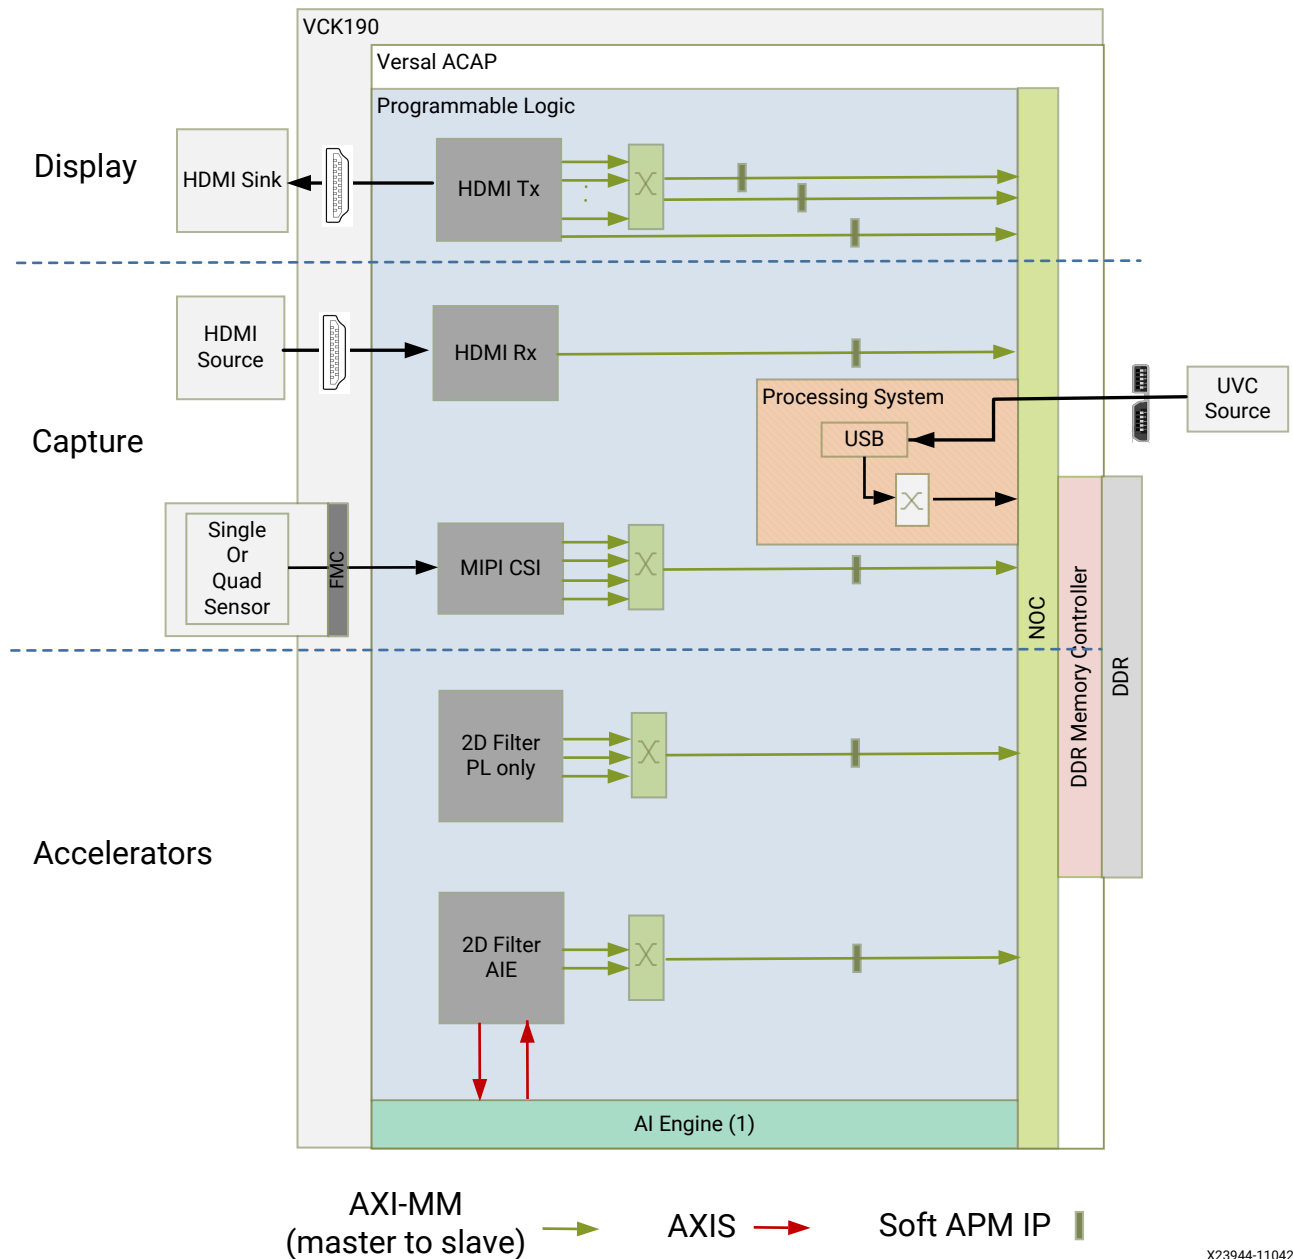 VCK190
Versal ACAP
Programmable Logic
Display
HDMI Sink
HDMI Tx
HDMI
Source
HDMI Rx
UVC
Source
Processing System
USB
Capture
Single
Or
Quad
Sensor
FMC
MIPI CSI
NOC
DDR Memory Controller
DDR
2D Filter
PL only
Accelerators
2D Filter
AIE
AI Engine (1)
AXI-MM
(master to slave)
AXIS
Soft APM IP
X23944-11042